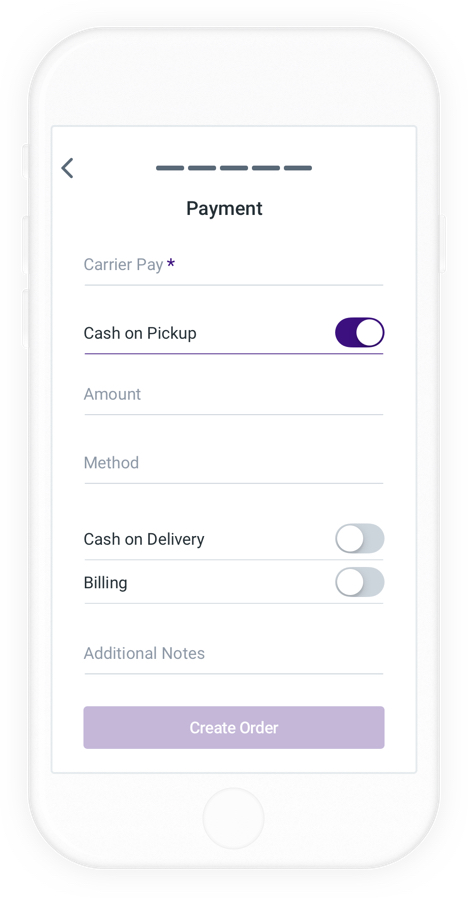 Payment
Carrier Pay *
Cash on Pickup
Amount
Method
Cash on Delivery
Billing
Additional Notes
Create Order